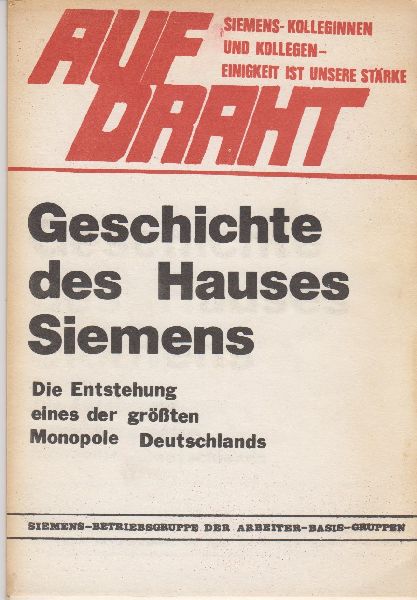 AUF
DRAHT
SIEMENS-KOLLEGINNEN
UND KOLLEGEN-
EINIGKEIT IST UNSERE STÄRKE
Geschichte
des Hauses
Siemens
Die Entstehung
eines der größten
Monopole Deutschlands
SIEMENS-BETRIEBSGRUPPE DER ARBEITER-BASIS-GRUPPEN